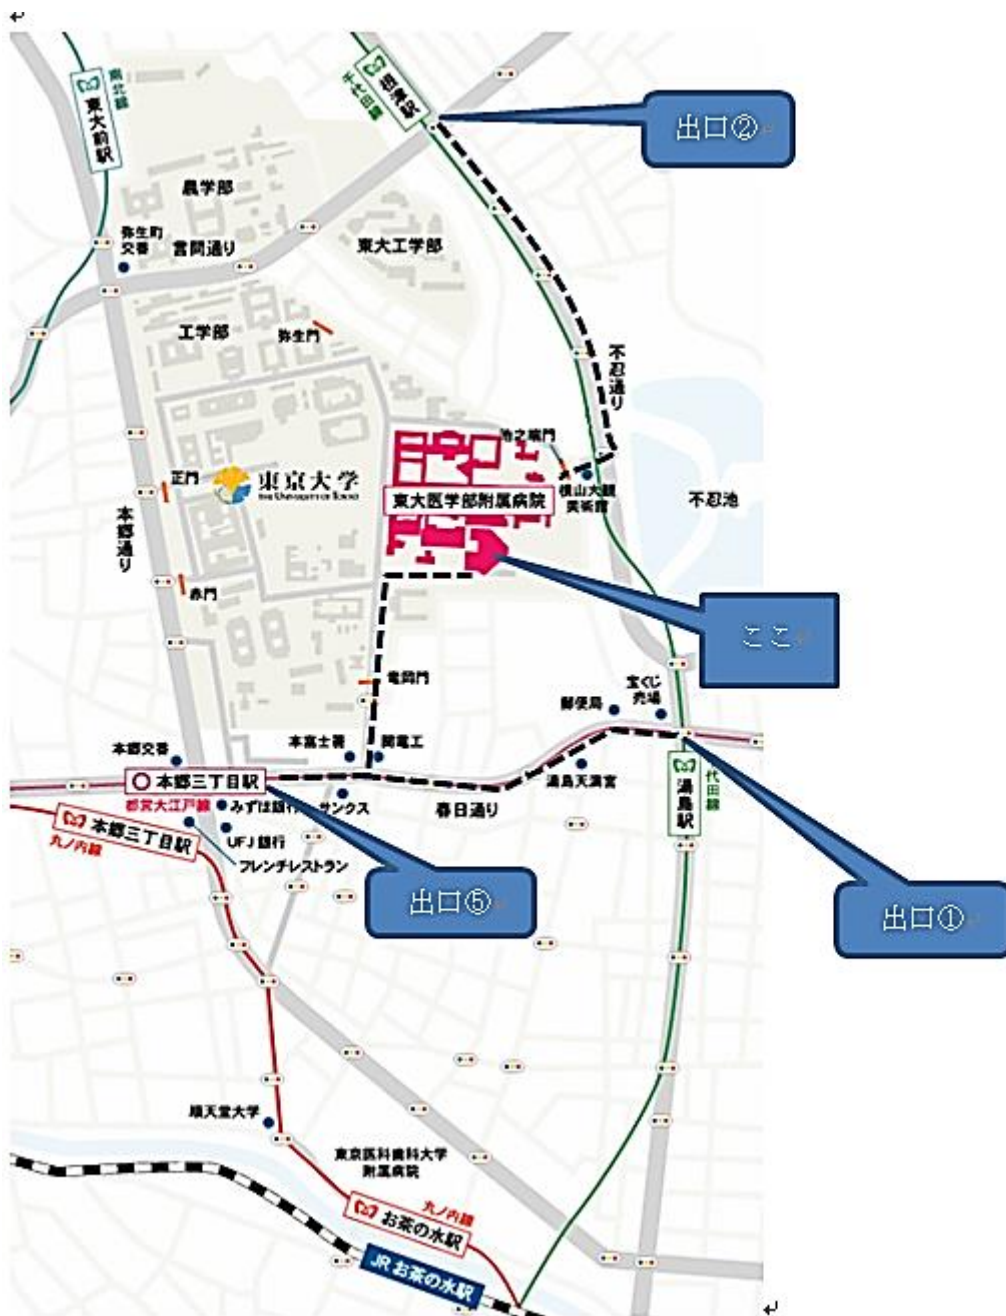 南北線
東大前駅
千代田線
根津駅
出口②
農学部
弥生町
交番
言問通り
東大工学部
工学部
弥生門
不忍通り
池之端門
正門
東京大学
THE UNIVERSITY OF TOKYO
東大医学部附属病院
横山大観
美術館
不忍池
本郷通り
赤門
ここ
竜岡門
郵便局
宝くじ
売場
本郷交番
本富士署
関電工
本郷三丁目駅
湯島天満宮
代田線
湯島駅
都営大江戸線
みずほ銀行
サンクス
春日通り
本郷三丁目駅
丸ノ内線
UFJ銀行
フレンチレストラン
出口⑤
出口①
順天堂大学
東京医科歯科大学
附属病院
丸ノ内線
お茶の水駅
JRお茶の水駅